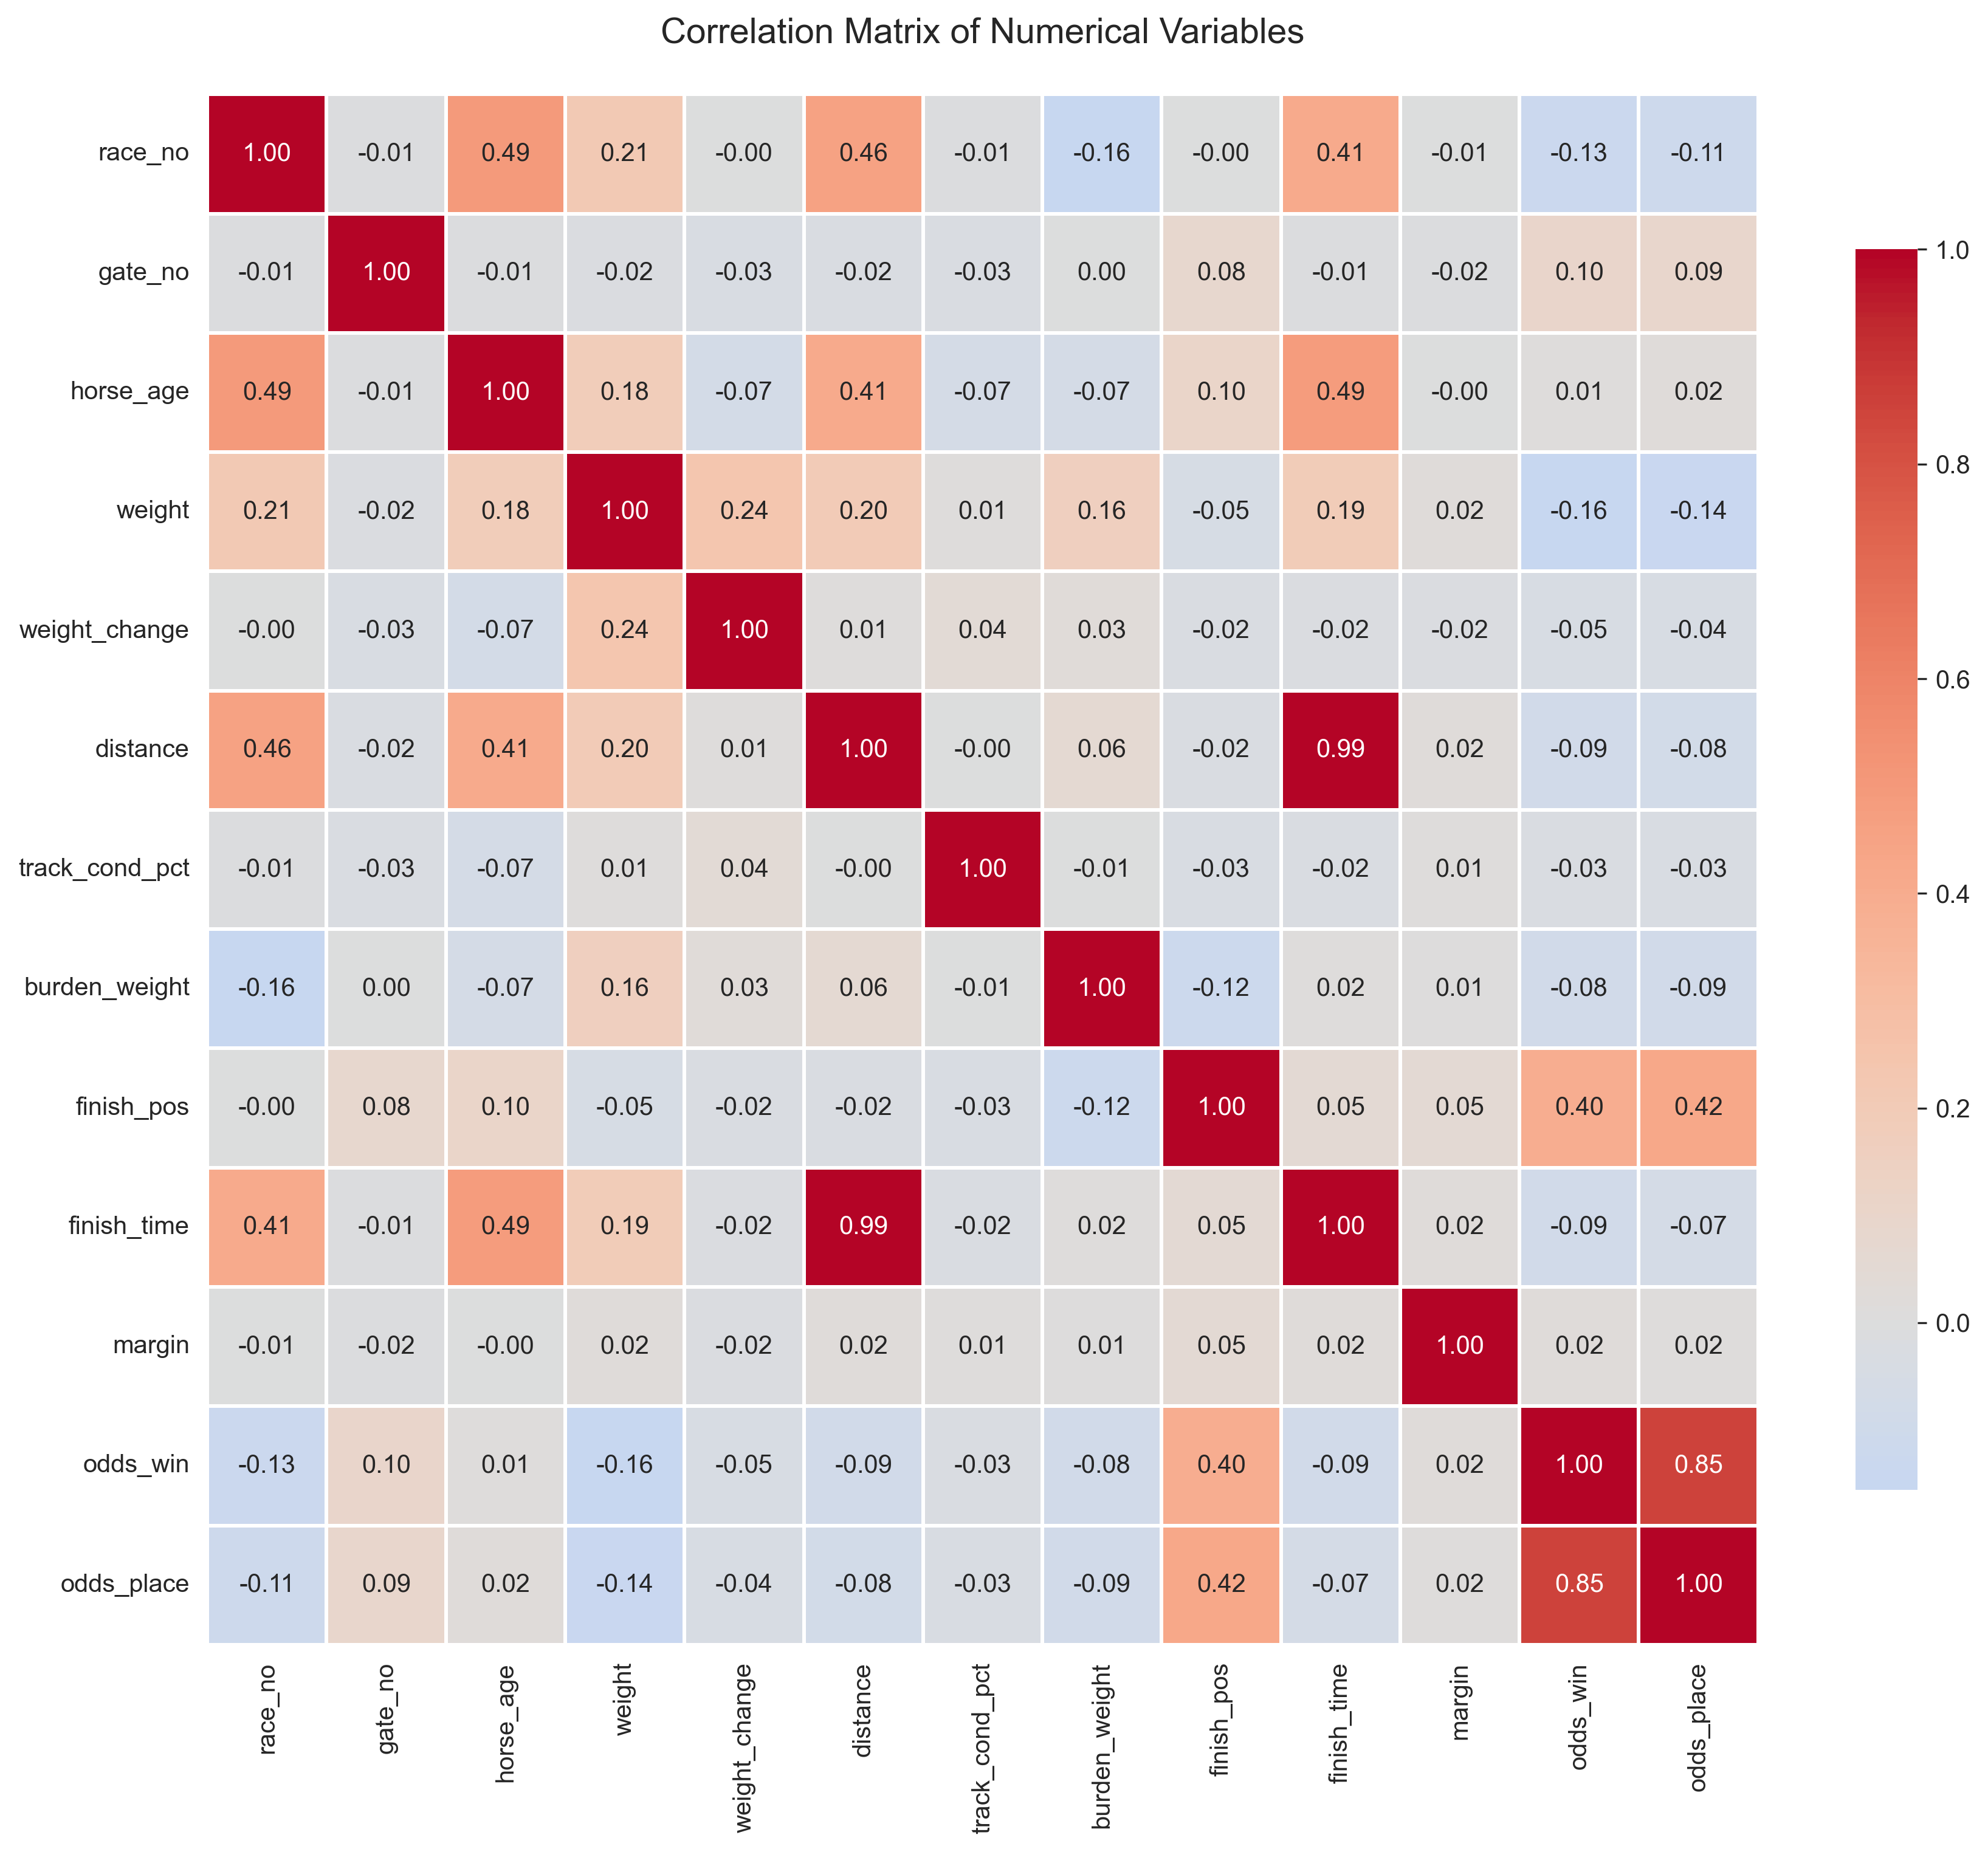 Correlation Matrix of Numerical Variables
race_no 1.00 -0.01 0.49 0.21 -0.00 0.46 -0.01 -0.16 -0.00 0.41 -0.01 -0.13 -0.11
gate_no -0.01 1.00 -0.01 -0.02 -0.03 -0.02 -0.03 0.00 0.08 -0.01 -0.02 0.10 0.09
horse_age 0.49 -0.01 1.00 0.18 -0.07 0.41 -0.07 -0.07 0.10 0.49 -0.00 0.01 0.02
weight 0.21 -0.02 0.18 1.00 0.24 0.20 0.01 0.16 -0.05 0.19 0.02 -0.16 -0.14
weight_change -0.00 -0.03 -0.07 0.24 1.00 0.01 0.04 0.03 -0.02 -0.02 -0.02 -0.05 -0.04
distance 0.46 -0.02 0.41 0.20 0.01 1.00 -0.00 0.06 -0.02 0.99 0.02 -0.09 -0.08
track_cond_pct -0.01 -0.03 -0.07 0.01 0.04 -0.00 1.00 -0.01 -0.03 -0.02 0.01 -0.03 -0.03
burden_weight -0.16 0.00 -0.07 0.16 0.03 0.06 -0.01 1.00 -0.12 0.02 0.01 -0.08 -0.09
finish_pos -0.00 0.08 0.10 -0.05 -0.02 -0.02 -0.03 -0.12 1.00 0.05 0.05 0.40 0.42
finish_time 0.41 -0.01 0.49 0.19 -0.02 0.99 -0.02 0.02 0.05 1.00 0.02 -0.09 -0.07
margin -0.01 -0.02 -0.00 0.02 -0.02 0.02 0.01 0.01 0.05 0.02 1.00 0.02 0.02
odds_win -0.13 0.10 0.01 -0.16 -0.05 -0.09 -0.03 -0.08 0.40 -0.09 0.02 1.00 0.85
odds_place -0.11 0.09 0.02 -0.14 -0.04 -0.08 -0.03 -0.09 0.42 -0.07 0.02 0.85 1.00
race_no gate_no horse_age weight weight_change distance track_cond_pct burden_weight finish_pos finish_time margin odds_win odds_place
1.0
0.8
0.6
0.4
0.2
0.0